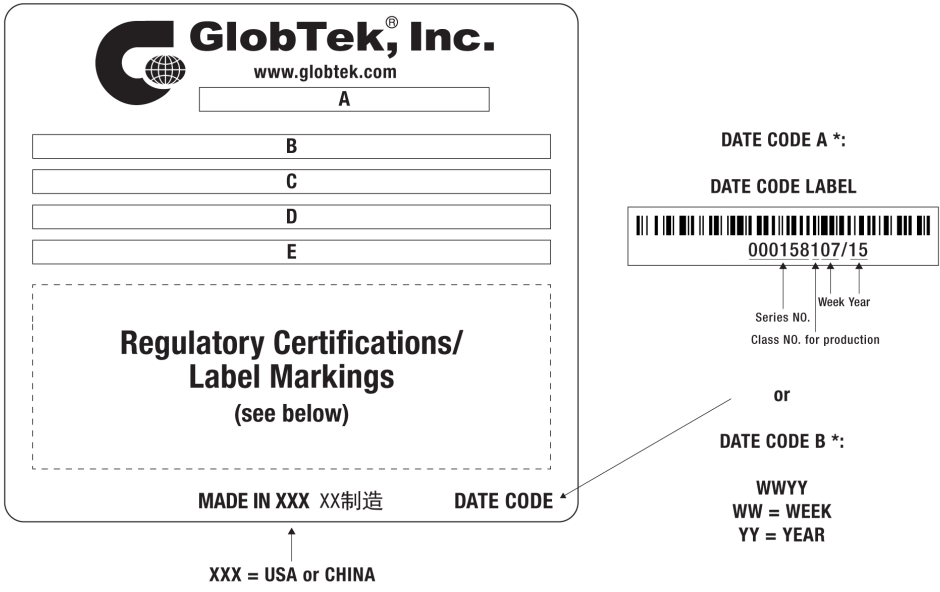 GlobTek,® Inc.
www.globtek.com
A
B
C
D
E
Regulatory Certifications/
Label Markings
(see below)
MADE IN XXX XX制造 DATE CODE
XXX = USA or CHINA
DATE CODE A *:
DATE CODE LABEL
000158107/15
Week Year
Series NO.
Class NO. for production
or
DATE CODE B *:
WWYY
WW = WEEK
YY = YEAR